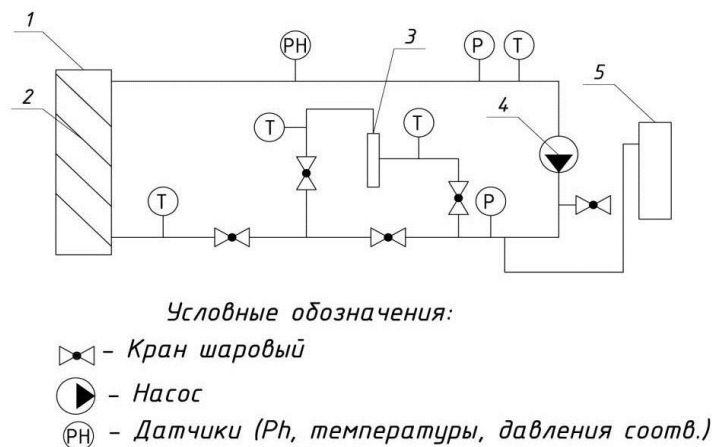 1
2
PH
3
P
T
5
T
T
4
T
P
Условные обозначения:
– Кран шаровый
– Насос
PH – Датчики (Ph, температуры, давления соотв.)